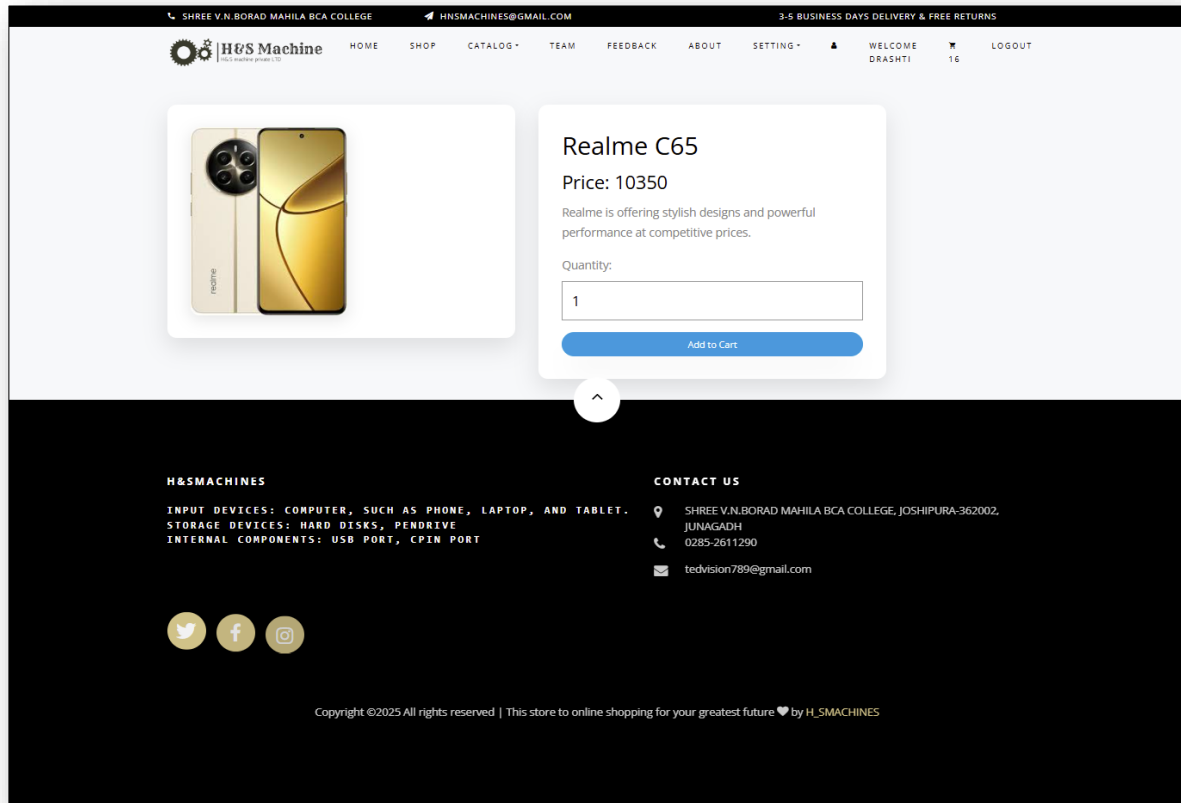 SHREE V.N.BORAD MAHILA BCA COLLEGE
HNSMACHINES@GMAIL.COM
3-5 BUSINESS DAYS DELIVERY & FREE RETURNS
H&S Machine
H&S machine private LTD
HOME
SHOP
CATALOG
TEAM
FEEDBACK
ABOUT
SETTING
WELCOME
DRASHTI
16
LOGOUT
realme
Realme C65
Price: 10350
Realme is offering stylish designs and powerful
performance at competitive prices.
Quantity:
1
Add to Cart
H&SMACHINES
INPUT DEVICES: COMPUTER, SUCH AS PHONE, LAPTOP, AND TABLET.
STORAGE DEVICES: HARD DISKS, PENDRIVE
INTERNAL COMPONENTS: USB PORT, CPIN PORT
CONTACT US
SHREE V.N.BORAD MAHILA BCA COLLEGE, JOSHIPURA-362002,
JUNAGADH
0285-2611290
tedvision789@gmail.com
Copyright ©2025 All rights reserved | This store to online shopping for your greatest future ♥ by H_SMACHINES